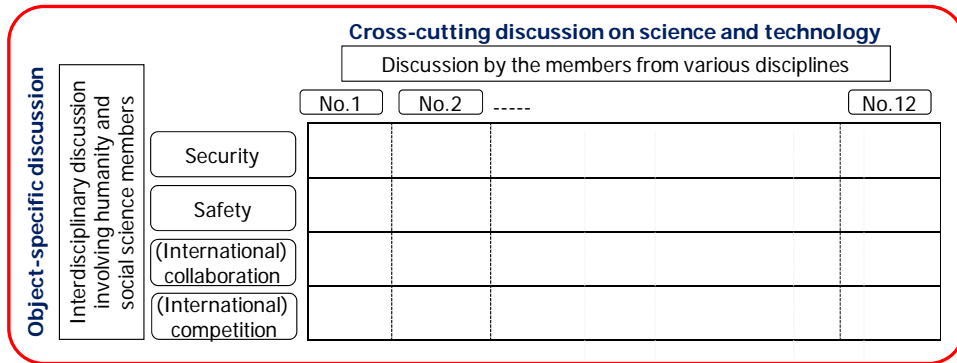 Cross-cutting discussion on science and technology
Discussion by the members from various disciplines
No.1 No.2 ----- No.12
Object-specific discussion
Interdisciplinary discussion
involving humanity and
social science members
Security
Safety
(International)
collaboration
(International)
competition